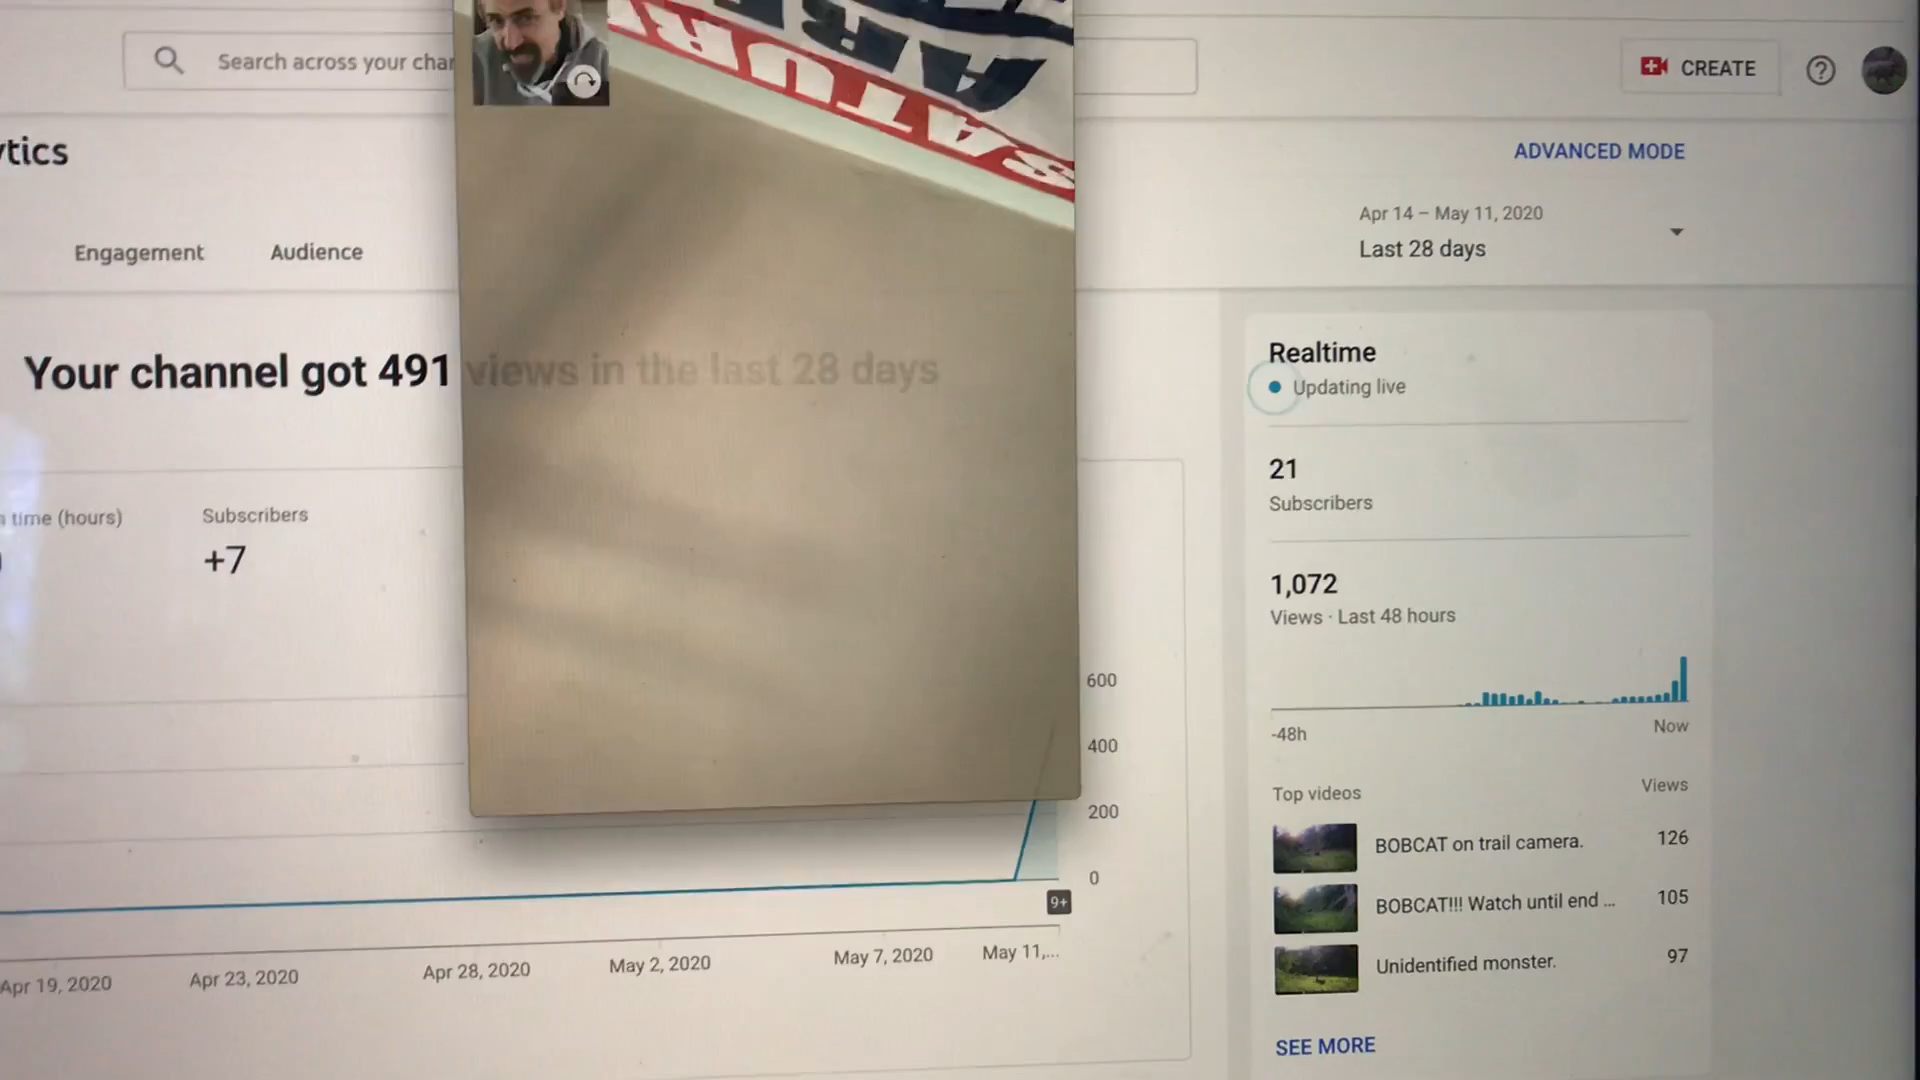 Search across your chan
CREATE
ytics
ADVANCED MODE
Engagement
Audience
Apr 14 – May 11, 2020
Last 28 days
SATUR
Your channel got 491 views in the last 28 days
Realtime
Updating live
21
Subscribers
time (hours)
Subscribers
+7
1,072
Views · Last 48 hours
-48h
Now
600
400
200
0
9+
Apr 19, 2020
Apr 23, 2020
Apr 28, 2020
May 2, 2020
May 7, 2020
May 11,...
Top videos
Views
BOBCAT on trail camera.
126
BOBCAT!!! Watch until end ...
105
Unidentified monster.
97
SEE MORE